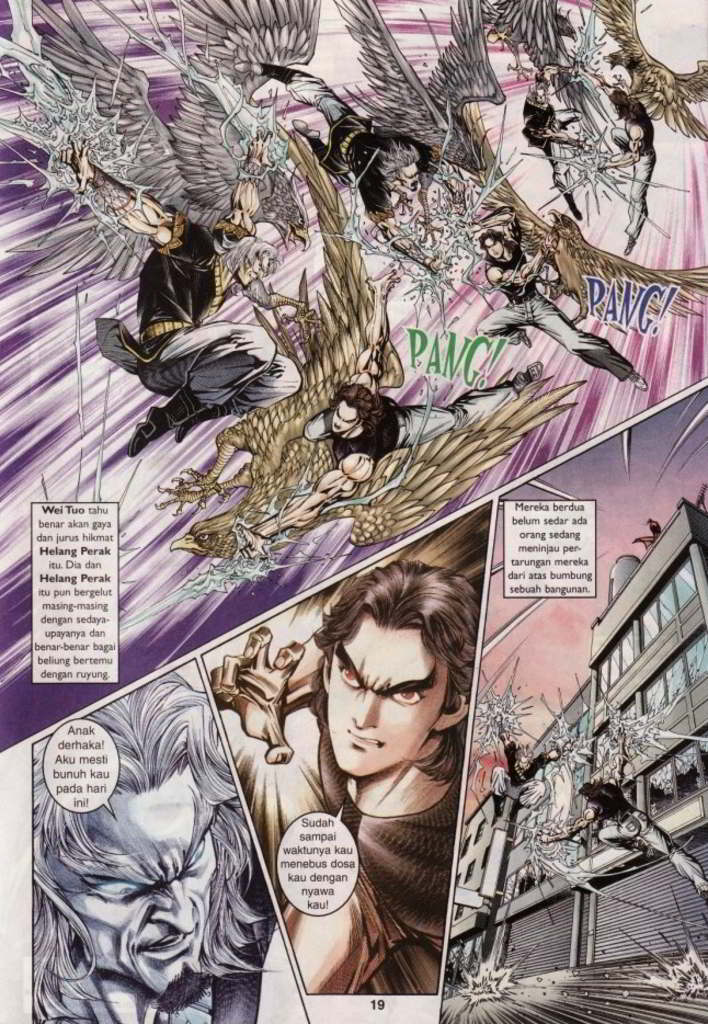 PANG!
PANG!
Wei Tuo tahu
benar akan gaya
dan jurus hikmat
Helang Perak
itu. Dia dan
Helang Perak
itu pun bergelut
masing-masing
dengan sedaya-
upayanya dan
benar-benar bagai
beliung bertemu
dengan ruyung.
Mereka berdua
belum sedar ada
orang sedang
meninjau per-
tarungan mereka
dari atas bumbung
sebuah bangunan.
Anak
derhaka!
Aku mesti
bunuh kau
pada hari
ini!
Sudah
sampai
waktunya kau
menebus dosa
kau dengan
nyawa
kau!
19